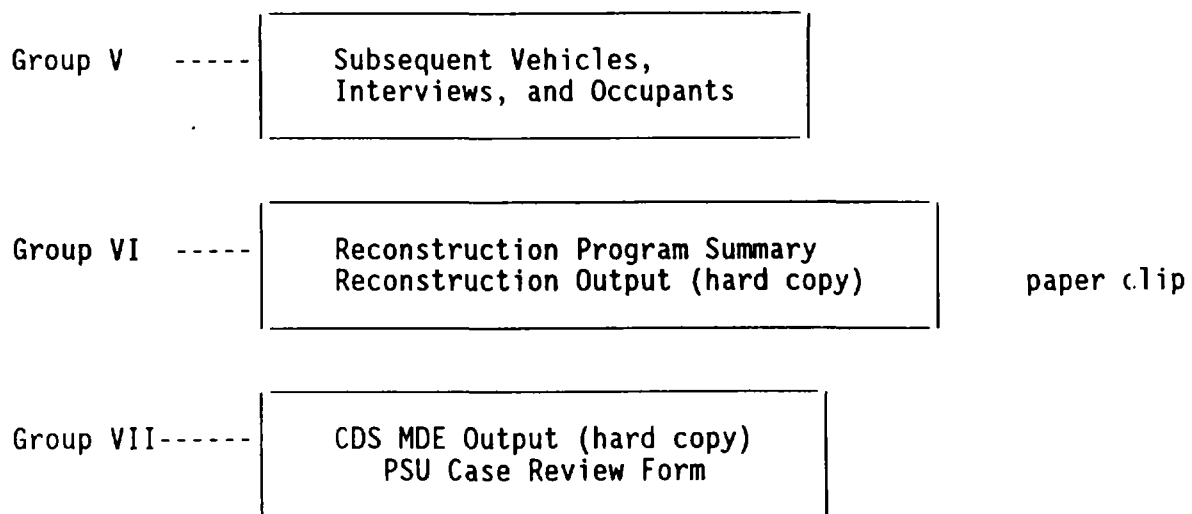 Group V ----- Subsequent Vehicles,
Interviews, and Occupants
Group VI ----- Reconstruction Program Summary
Reconstruction Output (hard copy) paper clip
Group VII------ CDS MDE Output (hard copy)
PSU Case Review Form